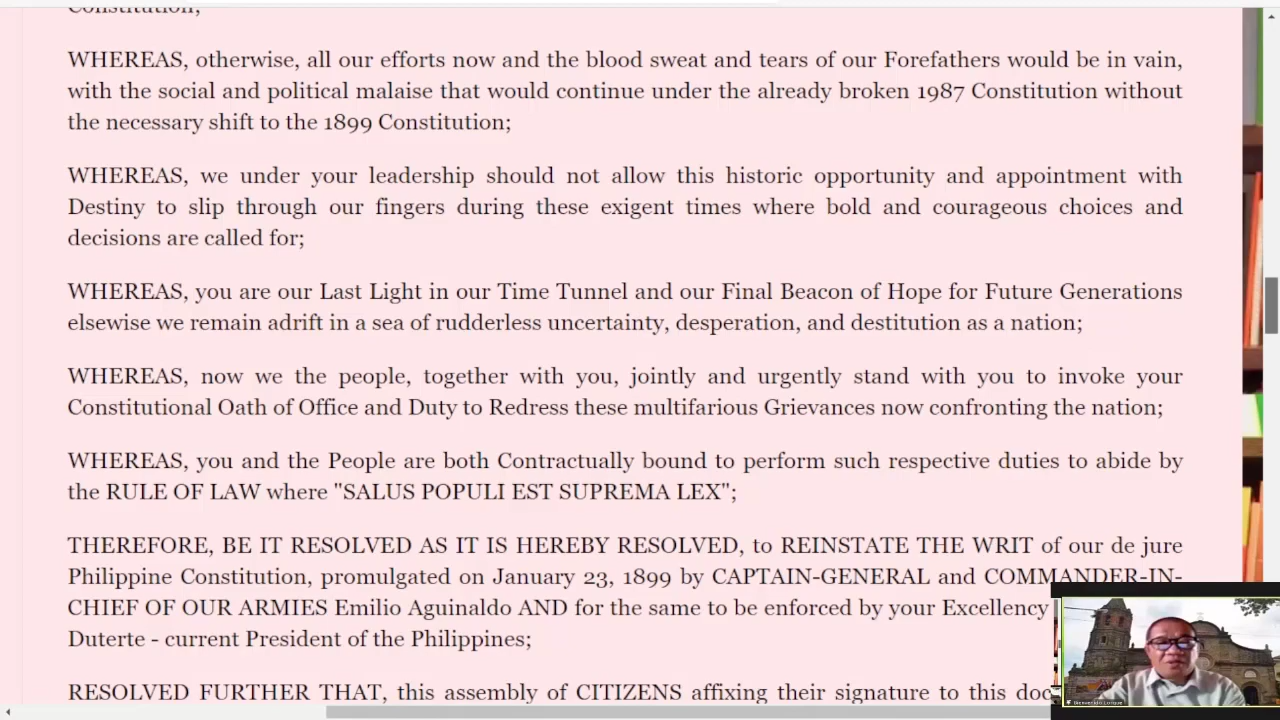 Constitution;
WHEREAS, otherwise, all our efforts now and the blood sweat and tears of our Forefathers would be in vain,
with the social and political malaise that would continue under the already broken 1987 Constitution without
the necessary shift to the 1899 Constitution;
WHEREAS, we under your leadership should not allow this historic opportunity and appointment with
Destiny to slip through our fingers during these exigent times where bold and courageous choices and
decisions are called for;
WHEREAS, you are our Last Light in our Time Tunnel and our Final Beacon of Hope for Future Generations
elsewise we remain adrift in a sea of rudderless uncertainty, desperation, and destitution as a nation;
WHEREAS, now we the people, together with you, jointly and urgently stand with you to invoke your
Constitutional Oath of Office and Duty to Redress these multifarious Grievances now confronting the nation;
WHEREAS, you and the People are both Contractually bound to perform such respective duties to abide by
the RULE OF LAW where "SALUS POPULI EST SUPREMA LEX";
THEREFORE, BE IT RESOLVED AS IT IS HEREBY RESOLVED, to REINSTATE THE WRIT of our de jure
Philippine Constitution, promulgated on January 23, 1899 by CAPTAIN-GENERAL and COMMANDER-IN-
CHIEF OF OUR ARMIES Emilio Aguinaldo AND for the same to be enforced by your Excellency
Duterte - current President of the Philippines;
RESOLVED FURTHER THAT, this assembly of CITIZENS affixing their signature to this doc